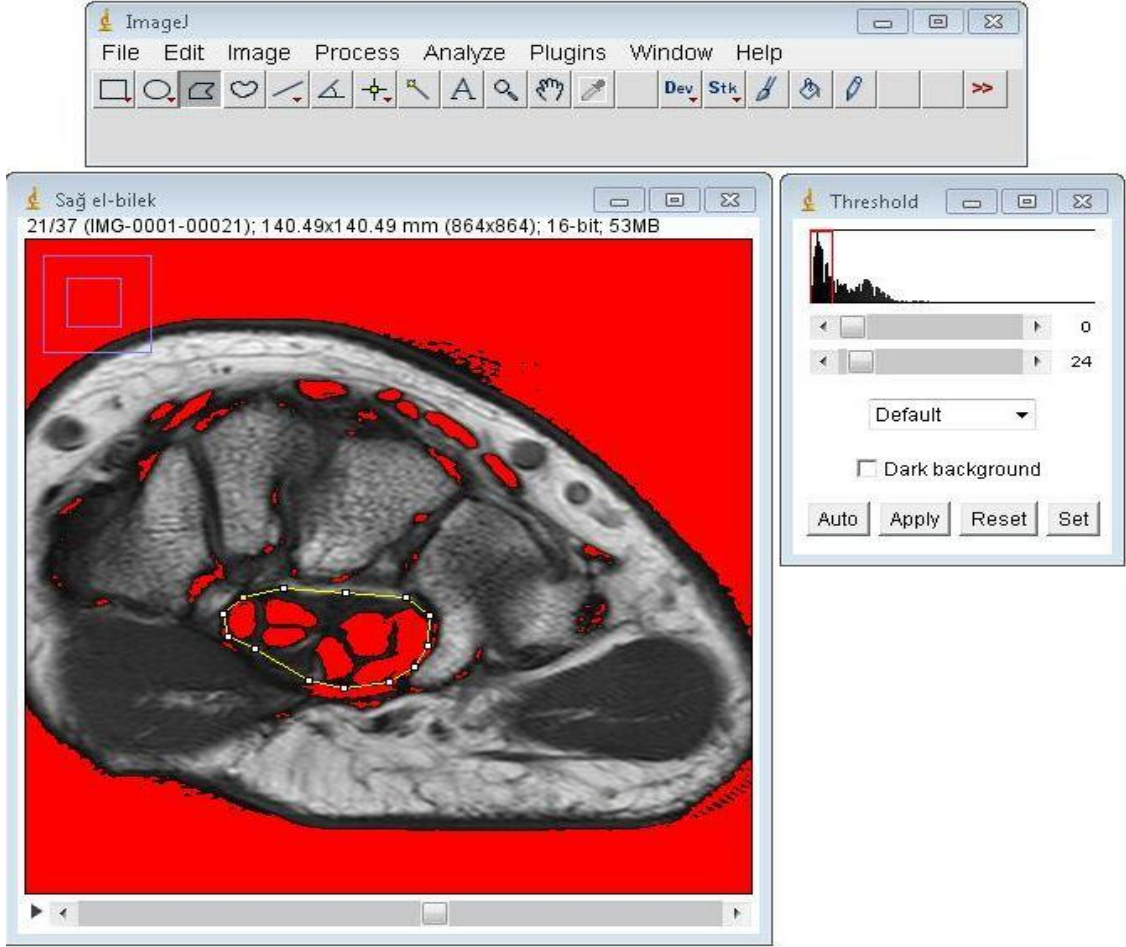 ImageJ
File Edit Image Process Analyze Plugins Window Help
A Dev Stk >>
Sağ el-bilek
21/37 (IMG-0001-00021); 140.49x140.49 mm (864x864); 16-bit; 53MB
Threshold
0
24
Default
Dark background
Auto Apply Reset Set